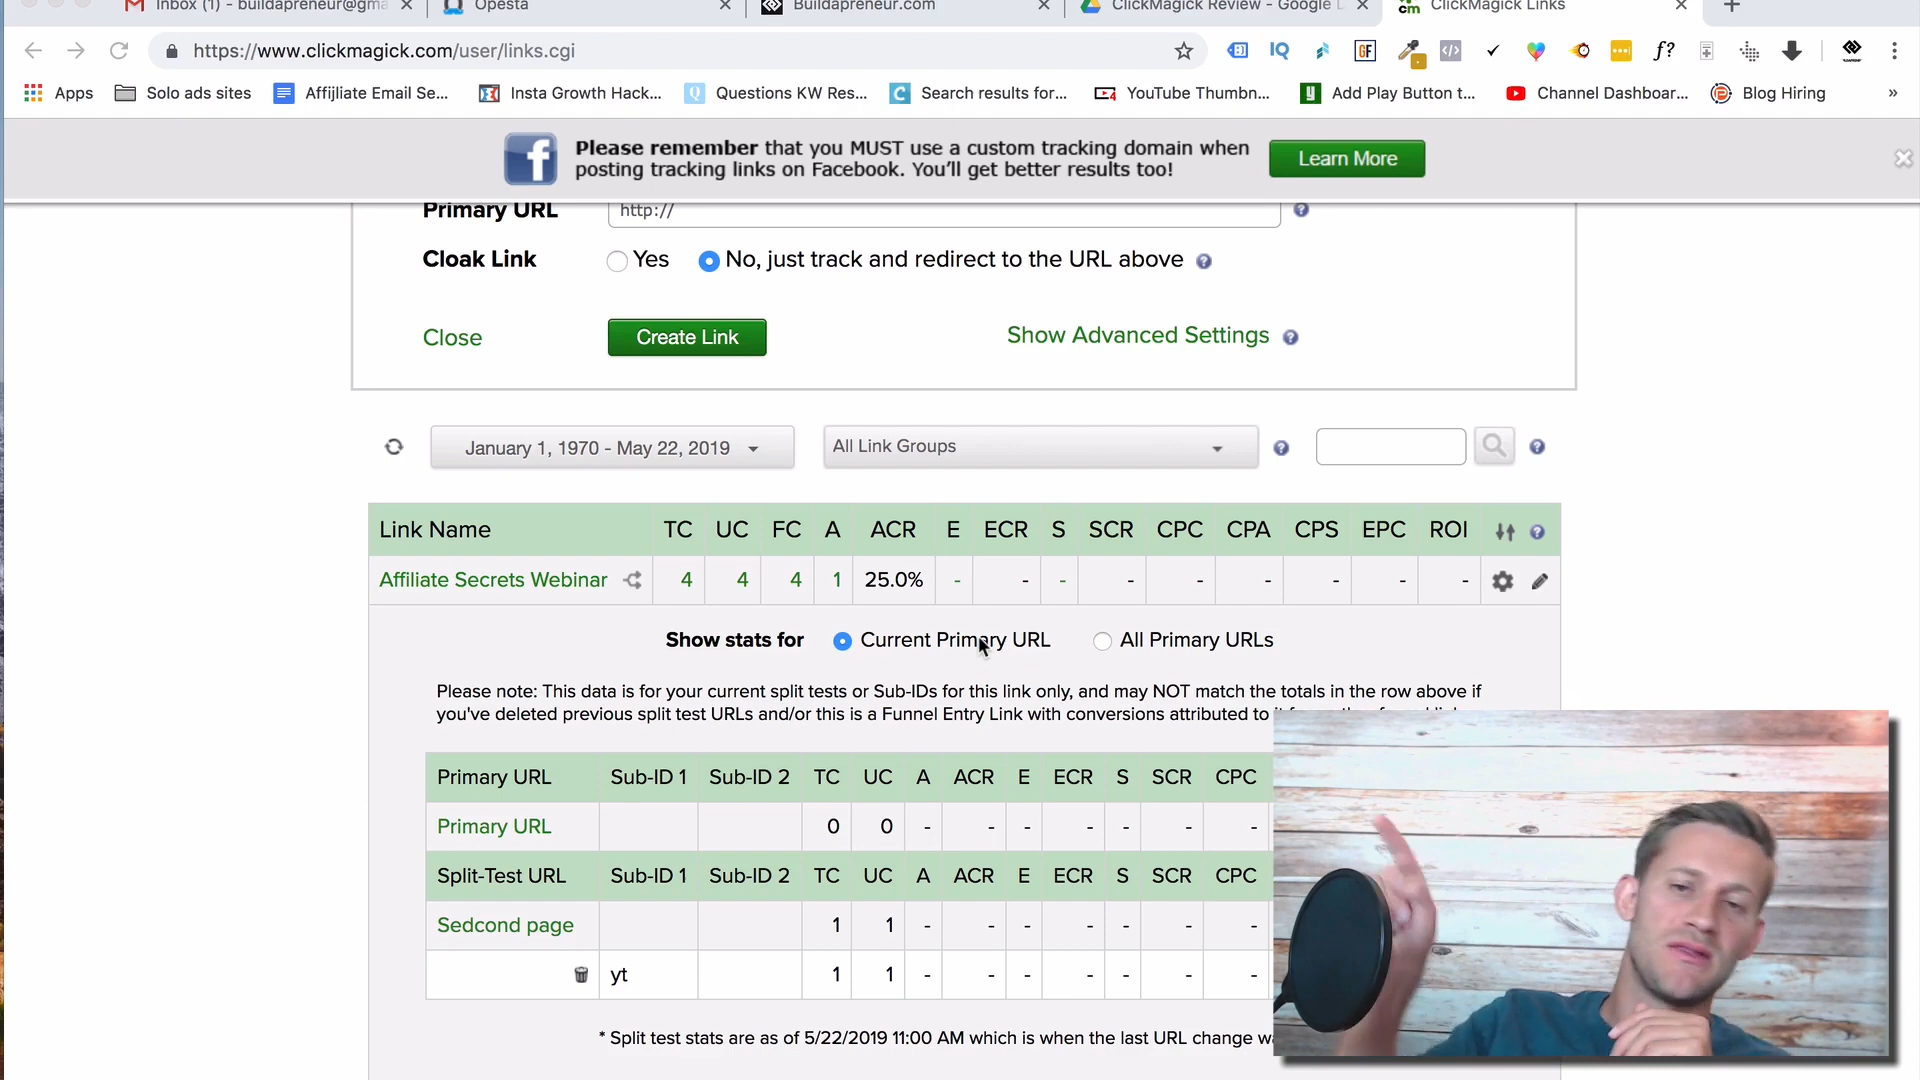 Inbox (1) - buildapreneur@gma
Opesta
Buildapreneur.com
ClickMagick Review - Google D
cm
ClickMagick Links
https://www.clickmagick.com/user/links.cgi
IQ
GF
f?
Apps
Solo ads sites
Affijliate Email Se...
Insta Growth Hack...
Questions KW Res...
Search results for...
YouTube Thumbn...
Add Play Button t...
Channel Dashboar...
Blog Hiring
»
Please remember that you MUST use a custom tracking domain when
posting tracking links on Facebook. You'll get better results too!
Learn More
Primary URL http://
Cloak Link Yes No, just track and redirect to the URL above
Close Create Link Show Advanced Settings
January 1, 1970 - May 22, 2019 All Link Groups
Link Name TC UC FC A ACR E ECR S SCR CPC CPA CPS EPC ROI
Affiliate Secrets Webinar 4 4 4 1 25.0% - - - - - - - - -
Show stats for Current Primary URL All Primary URLs
Please note: This data is for your current split tests or Sub-IDs for this link only, and may NOT match the totals in the row above if
you've deleted previous split test URLs and/or this is a Funnel Entry Link with conversions attributed to
Primary URL Sub-ID 1 Sub-ID 2 TC UC A ACR E ECR S SCR CPC
Primary URL 0 0 - - - - - - -
Split-Test URL Sub-ID 1 Sub-ID 2 TC UC A ACR E ECR S SCR CPC
Sedcond page 1 1 - - - - - - -
yt 1 1 - - - - - - -
* Split test stats are as of 5/22/2019 11:00 AM which is when the last URL change